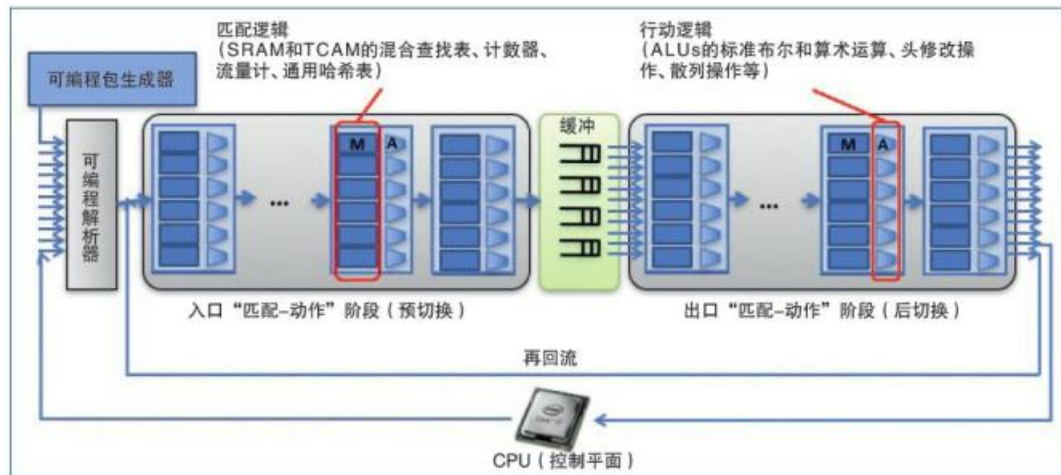 匹配逻辑
(SRAM和TCAM的混合查找表、计数器、
流量计、通用哈希表)
行动逻辑
(ALUs的标准布尔和算术运算、头修改操
作、散列操作等)
可编程包生成器
可编程解析器
M A
...
缓冲
M A
...
入口“匹配-动作”阶段(预切换)
出口“匹配-动作”阶段(后切换)
再回流
CPU(控制平面)